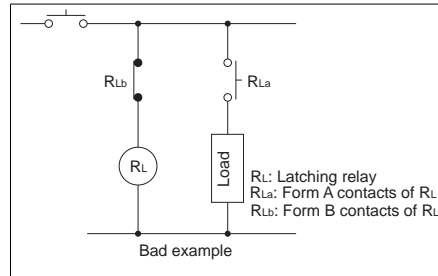 RLb
RLa
RL
Load
RL: Latching relay
RLa: Form A contacts of RL
RLb: Form B contacts of RL
Bad example